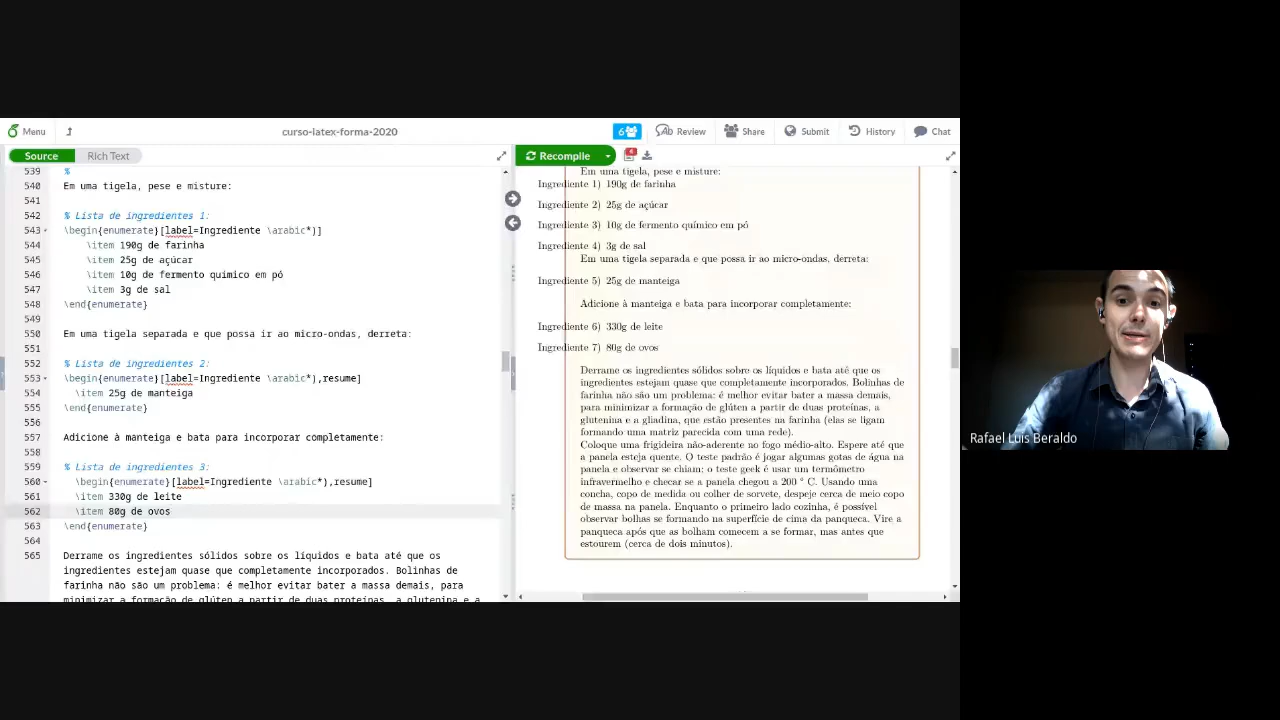 Menu
curso-latex-forma-2020
6
Review
Share
Submit
History
Chat
Source
Rich Text
Recompile
539 %
540 Em uma tigela, pese e misture:
541
542 % Lista de ingredientes 1:
543 \begin{enumerate}[label=Ingrediente \arabic*)]
544 \item 190g de farinha
545 \item 25g de açúcar
546 \item 10g de fermento químico em pó
547 \item 3g de sal
548 \end{enumerate}
549
550 Em uma tigela separada e que possa ir ao micro-ondas, derreta:
551
552 % Lista de ingredientes 2:
553 \begin{enumerate}[label=Ingrediente \arabic*),resume]
554 \item 25g de manteiga
555 \end{enumerate}
556
557 Adicione à manteiga e bata para incorporar completamente:
558
559 % Lista de ingredientes 3:
560 \begin{enumerate}[label=Ingrediente \arabic*),resume]
561 \item 330g de leite
562 \item 80g de ovos
563 \end{enumerate}
564
565 Derrame os ingredientes sólidos sobre os líquidos e bata até que os
ingredientes estejam quase que completamente incorporados. Bolinhas de
farinha não são um problema: é melhor evitar bater a massa demais, para
minimizar a formação de glúten a partir de duas proteínas, a glutenina e a
Em uma tigela, pese e misture:
Ingrediente 1) 190g de farinha
Ingrediente 2) 25g de açúcar
Ingrediente 3) 10g de fermento químico em pó
Ingrediente 4) 3g de sal
Em uma tigela separada e que possa ir ao micro-ondas, derreta:
Ingrediente 5) 25g de manteiga
Adicione à manteiga e bata para incorporar completamente:
Ingrediente 6) 330g de leite
Ingrediente 7) 80g de ovos
Derrame os ingredientes sólidos sobre os líquidos e bata até que os
ingredientes estejam quase que completamente incorporados. Bolinhas de
farinha não são um problema: é melhor evitar bater a massa demais,
para minimizar a formação de glúten a partir de duas proteínas, a
glutenina e a gliadina, que estão presentes na farinha (elas se ligam
formando uma matriz parecida com uma rede).
Coloque uma frigideira não-aderente no fogo médio-alto. Espere até que
a panela esteja quente. O teste padrão é jogar algumas gotas de água na
panela e observar se chiam; o teste geek é usar um termômetro
infravermelho e checar se a panela chegou a 200 ° C. Usando uma
concha, copo de medida ou colher de sorvete, despeje cerca de meio copo
de massa na panela. Enquanto o primeiro lado cozinha, é possível
observar bolhas se formando na superfície de cima da panqueca. Vire a
panqueca após que as bolham comecem a se formar, mas antes que
estourem (cerca de dois minutos).
Rafael Luis Beraldo